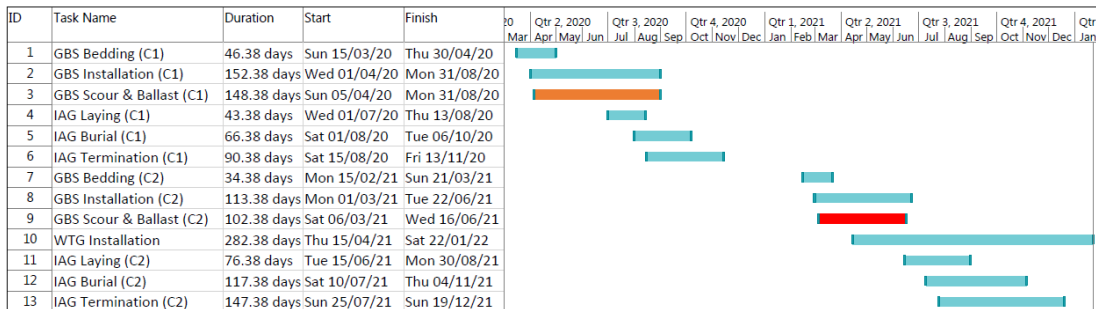 ID Task Name Duration Start Finish 20 Qtr 2, 2020 Qtr 3, 2020 Qtr 4, 2020 Qtr 1, 2021 Qtr 2, 2021 Qtr 3, 2021 Qtr 4, 2021 Qtr
Mar Apr May Jun Jul Aug Sep Oct Nov Dec Jan Feb Mar Apr May Jun Jul Aug Sep Oct Nov Dec Jan
1 GBS Bedding (C1) 46.38 days Sun 15/03/20 Thu 30/04/20
2 GBS Installation (C1) 152.38 days Wed 01/04/20 Mon 31/08/20
3 GBS Scour & Ballast (C1) 148.38 days Sun 05/04/20 Mon 31/08/20
4 IAG Laying (C1) 43.38 days Wed 01/07/20 Thu 13/08/20
5 IAG Burial (C1) 66.38 days Sat 01/08/20 Tue 06/10/20
6 IAG Termination (C1) 90.38 days Sat 15/08/20 Fri 13/11/20
7 GBS Bedding (C2) 34.38 days Mon 15/02/21 Sun 21/03/21
8 GBS Installation (C2) 113.38 days Mon 01/03/21 Tue 22/06/21
9 GBS Scour & Ballast (C2) 102.38 days Sat 06/03/21 Wed 16/06/21
10 WTG Installation 282.38 days Thu 15/04/21 Sat 22/01/22
11 IAG Laying (C2) 76.38 days Tue 15/06/21 Mon 30/08/21
12 IAG Burial (C2) 117.38 days Sat 10/07/21 Thu 04/11/21
13 IAG Termination (C2) 147.38 days Sun 25/07/21 Sun 19/12/21